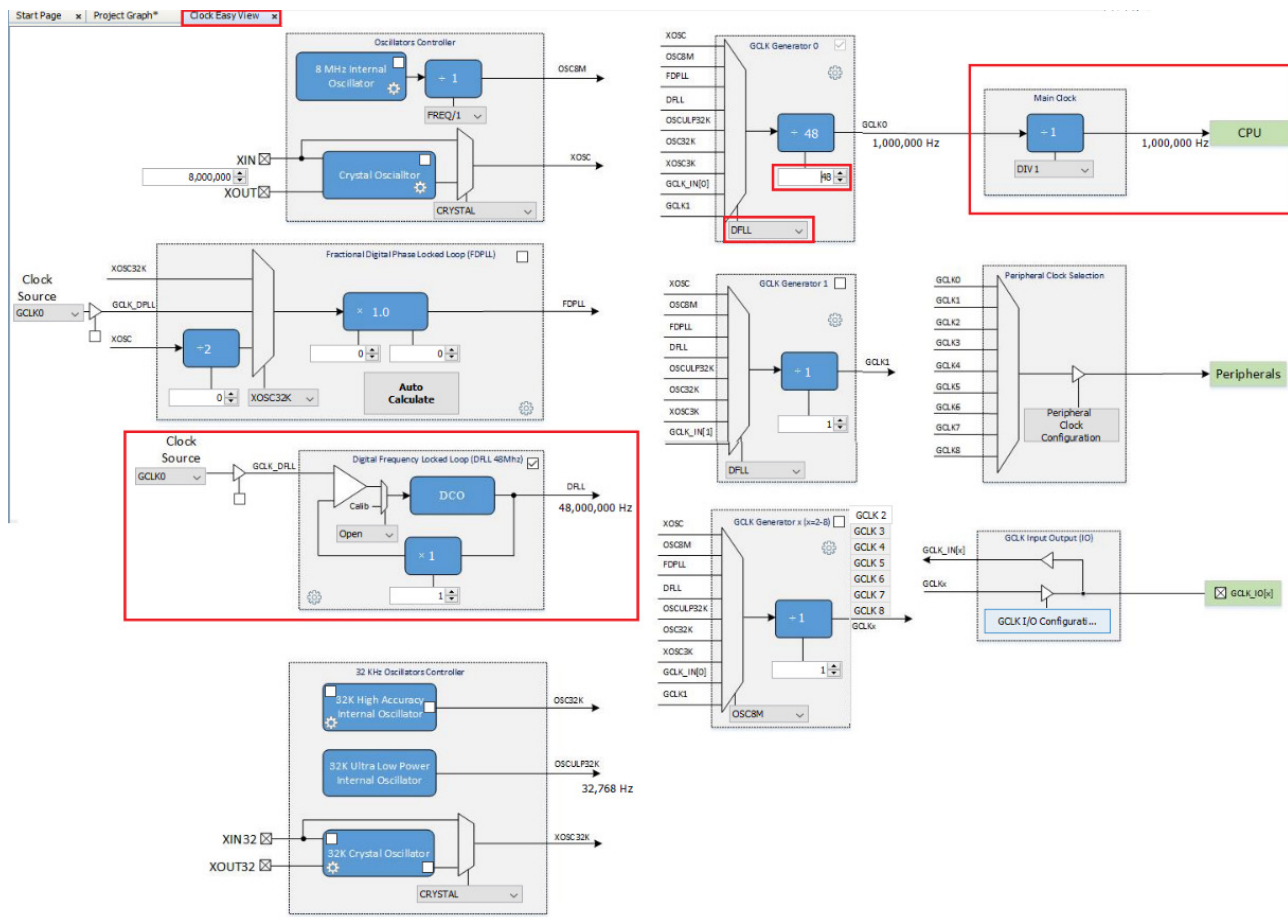 Start Page x
Project Graph*
Clock Easy View x
Oscillators Controller
8 MHz Internal
Oscillator
÷ 1
FREQ/1
OSC8M
XIN
8,000,000
XOUT
Crystal Oscialltor
CRYSTAL
XOSC
Fractional Digital Phase Locked Loop (FDPLL)
XOSC32K
Clock
Source
GCLK0
GCLK_DPLL
XOSC
÷2
0
XOSC32K
× 1.0
0
0
Auto
Calculate
FDPLL
Clock
Source
GCLK0
GCLK_DFLL
Digital Frequency Locked Loop (DFLL 48Mhz)
Calib
Open
DCO
× 1
1
DFLL
48,000,000 Hz
32 KHz Oscillators Controller
32K High Accuracy
Internal Oscillator
OSC32K
32K Ultra Low Power
Internal Oscillator
OSCULP32K
32,768 Hz
XIN32
XOUT32
32K Crystal Oscillator
CRYSTAL
XOSC32K
GCLK Generator 0
XOSC
OSC8M
FDPLL
DFLL
OSCULP32K
OSC32K
XOSC3K
GCLK_IN[0]
GCLK1
÷ 48
48
DFLL
GCLK0
1,000,000 Hz
Main Clock
÷1
DIV 1
1,000,000 Hz
CPU
GCLK Generator 1
XOSC
OSC8M
FDPLL
DFLL
OSCULP32K
OSC32K
XOSC3K
GCLK_IN[1]
÷ 1
1
DFLL
GCLK1
Peripheral Clock Selection
GCLK0
GCLK1
GCLK2
GCLK3
GCLK4
GCLK5
GCLK6
GCLK7
GCLK8
Peripheral
Clock
Configuration
Peripherals
GCLK Generator x (x=2-8)
XOSC
OSC8M
FDPLL
DFLL
OSCULP32K
OSC32K
XOSC3K
GCLK_IN[0]
GCLK1
÷1
1
OSC8M
GCLK 2
GCLK 3
GCLK 4
GCLK 5
GCLK 6
GCLK 7
GCLK 8
GCLKx
GCLK Input Output (IO)
GCLK_IN[x]
GCLKx
GCLK I/O Configurati...
GCLK_IO[x]